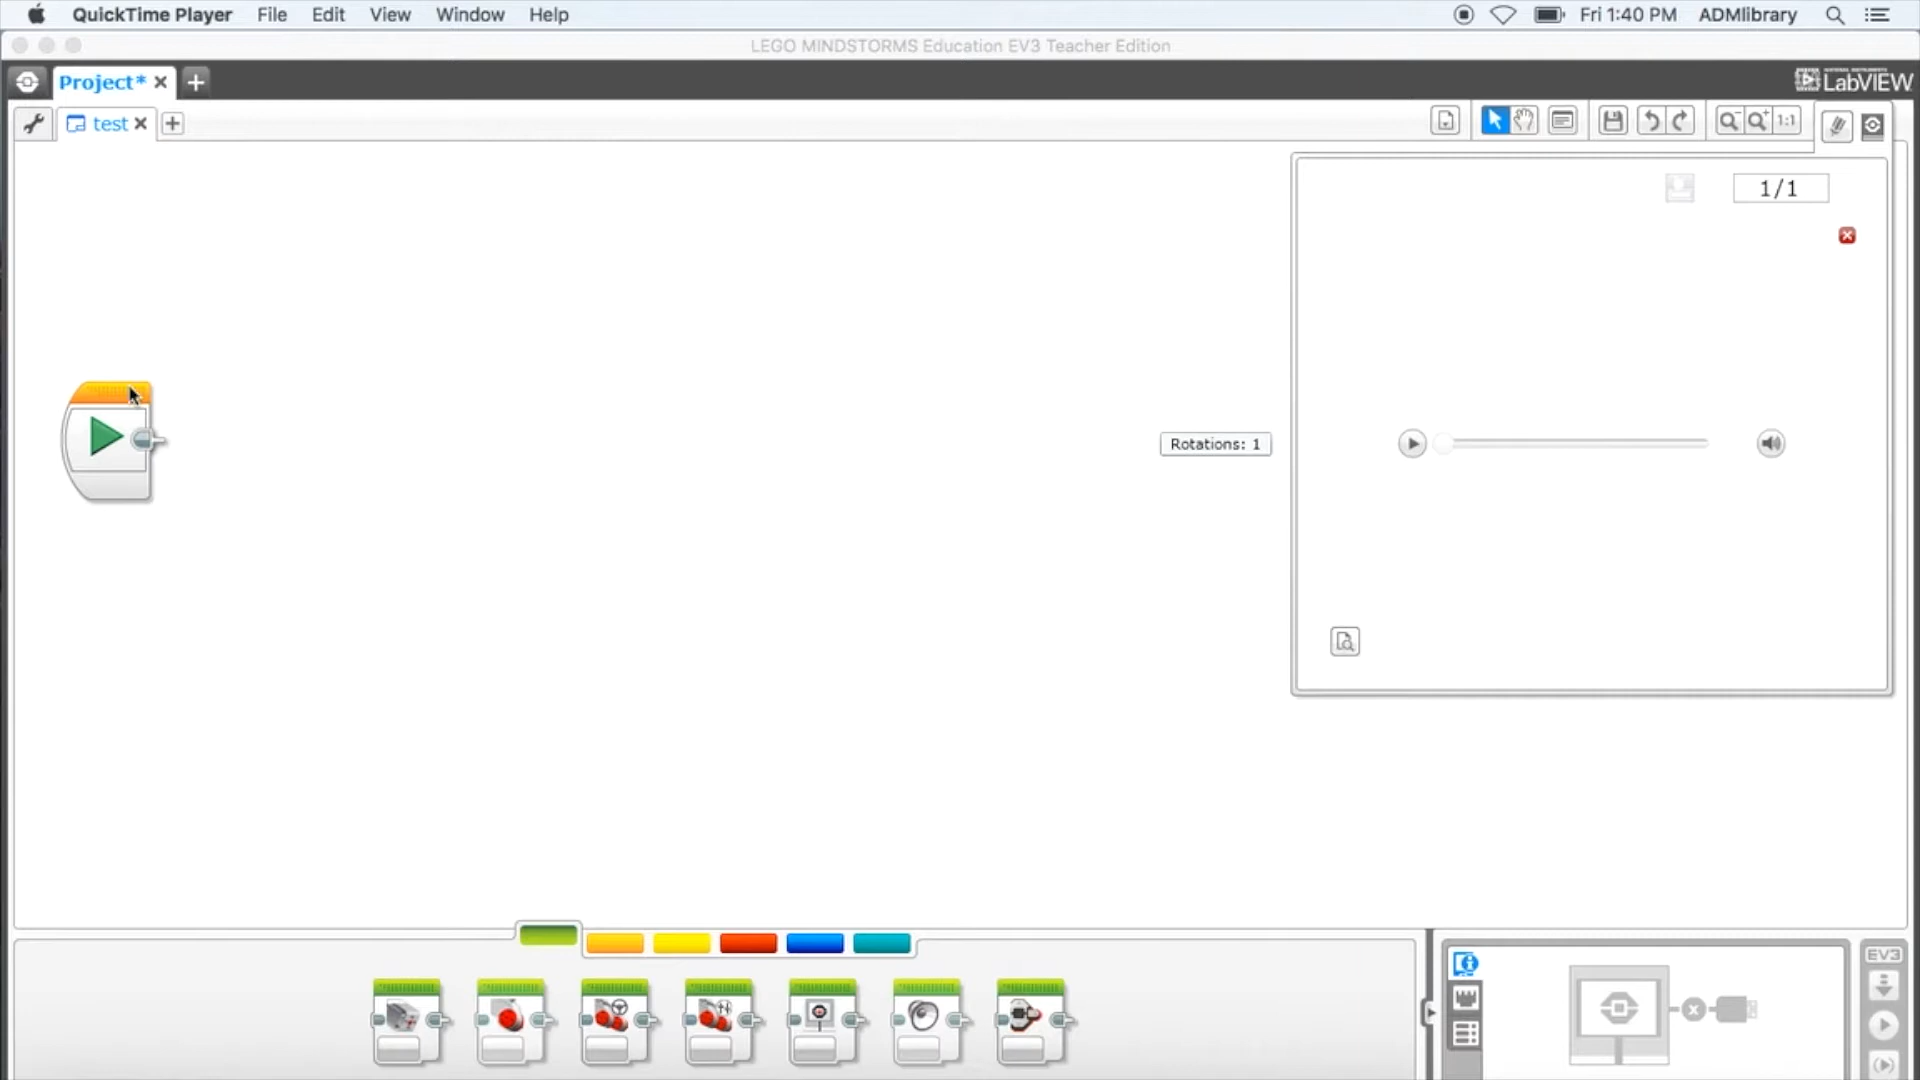 QuickTime Player File Edit View Window Help Fri 1:40 PM ADMlibrary
LEGO MINDSTORMS Education EV3 Teacher Edition
Project*
LabVIEW
test
1:1
1/1
Rotations: 1
EV3